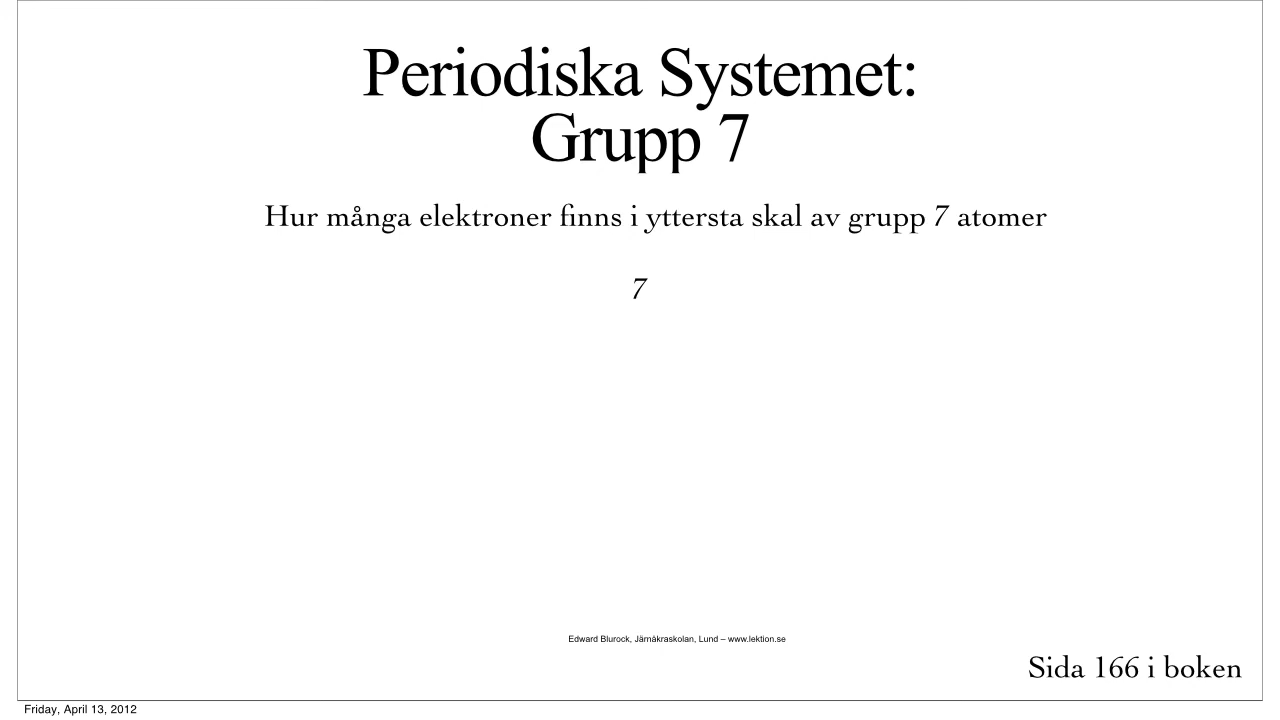 Periodiska Systemet:
Grupp 7
Hur många elektroner finns i yttersta skal av grupp 7 atomer
7
Edward Blurock, Järnåkraskolan, Lund – www.lektion.se
Sida 166 i boken
Friday, April 13, 2012